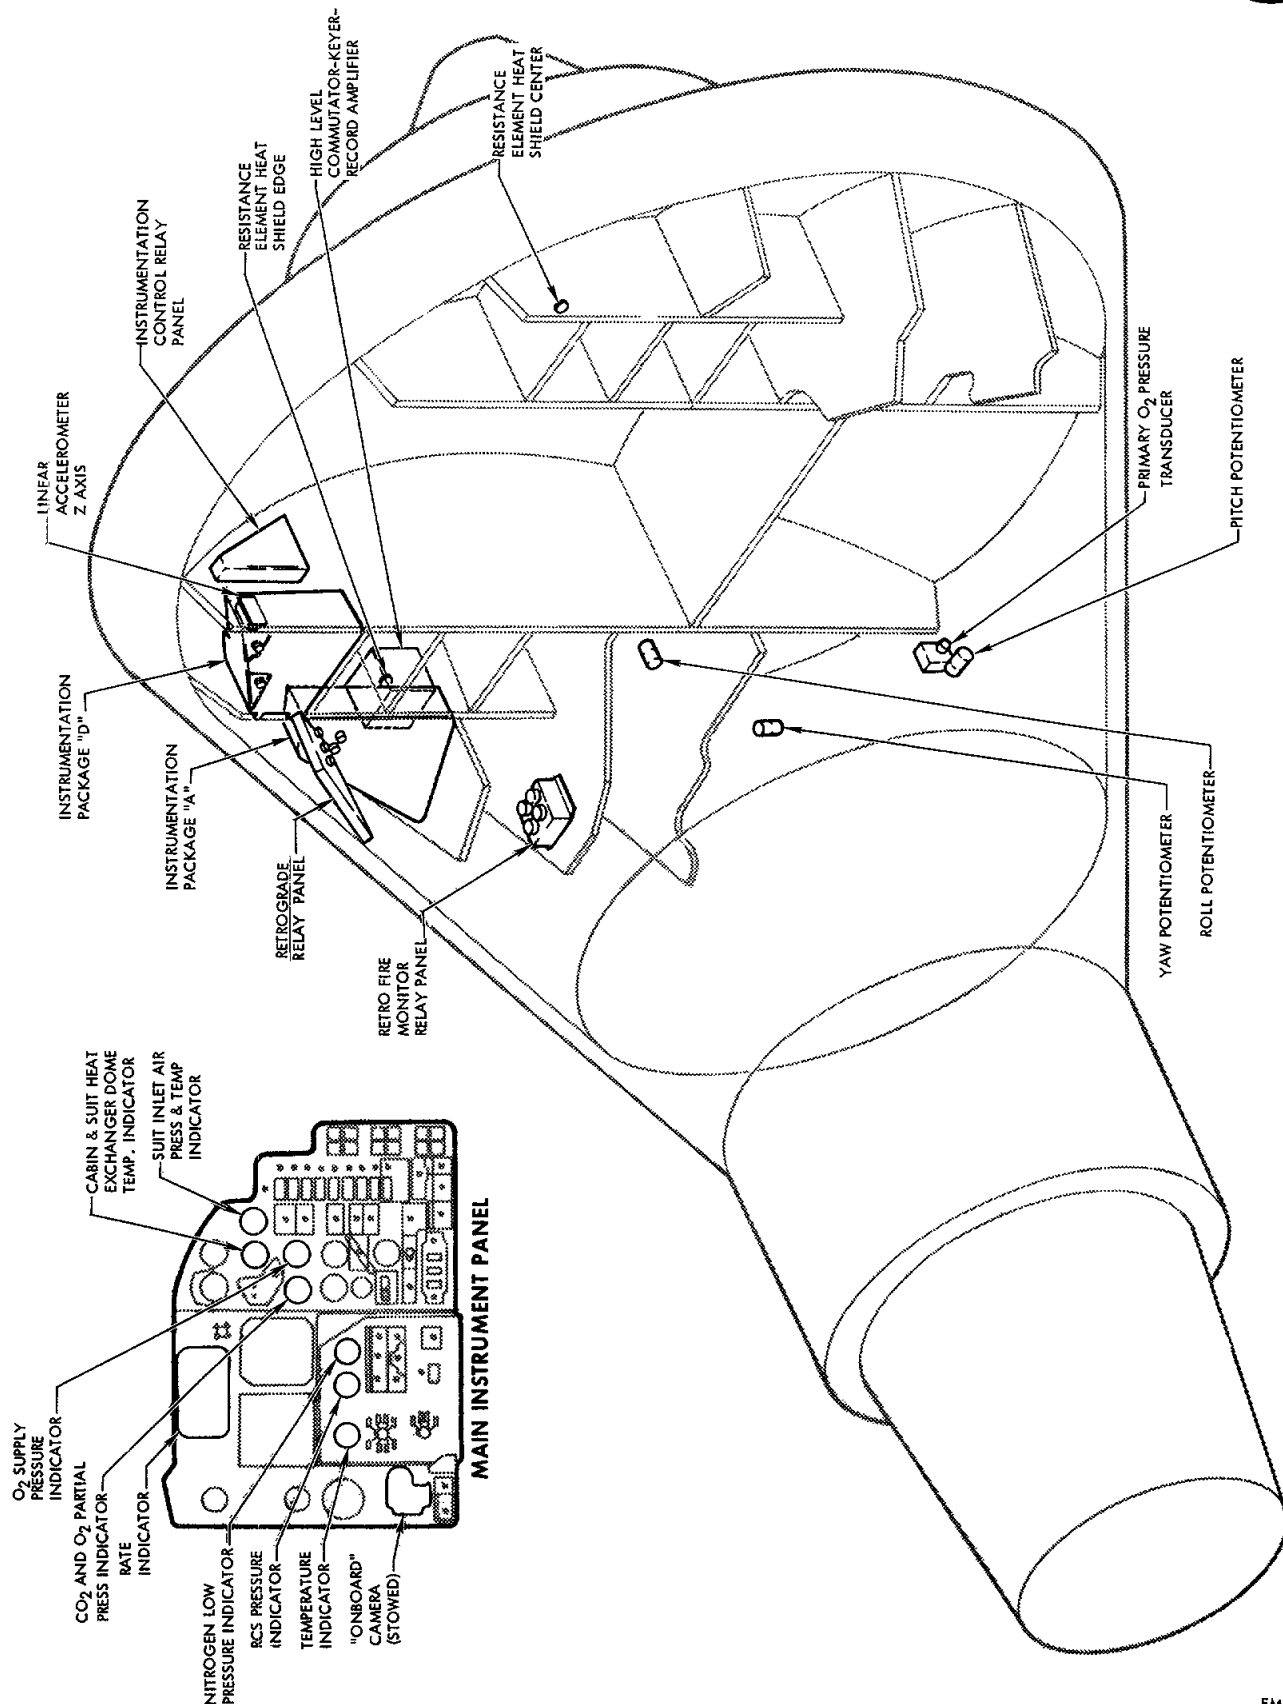 O2 SUPPLY
PRESSURE
INDICATOR
CO2 AND O2 PARTIAL
PRESS INDICATOR
RATE
INDICATOR
NITROGEN LOW
PRESSURE INDICATOR
RCS PRESSURE
INDICATOR
TEMPERATURE
INDICATOR
"ONBOARD"
CAMERA
(STOWED)
CABIN & SUIT HEAT
EXCHANGER DOME
TEMP. INDICATOR
SUIT INLET AIR
PRESS & TEMP
INDICATOR
MAIN INSTRUMENT PANEL
LINEAR
ACCELEROMETER
Z AXIS
INSTRUMENTATION
PACKAGE "D"
INSTRUMENTATION
PACKAGE "A"
RETROGRADE
RELAY PANEL
RETRO FIRE
MONITOR
RELAY PANEL
INSTRUMENTATION
CONTROL RELAY
PANEL
RESISTANCE
ELEMENT HEAT
SHIELD EDGE
HIGH LEVEL
COMMUTATOR-KEYER-
RECORD AMPLIFIER
RESISTANCE
ELEMENT HEAT
SHIELD CENTER
PRIMARY O2 PRESSURE
TRANSDUCER
PITCH POTENTIOMETER
YAW POTENTIOMETER
ROLL POTENTIOMETER